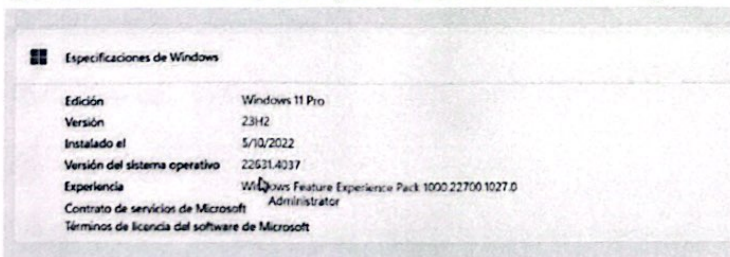 Especificaciones de Windows
Edición Windows 11 Pro
Versión 23H2
Instalado el 5/10/2022
Versión del sistema operativo 22631.4037
Experiencia Windows Feature Experience Pack 1000.22700.1027.0
Administrator
Contrato de servicios de Microsoft
Términos de licencia del software de Microsoft